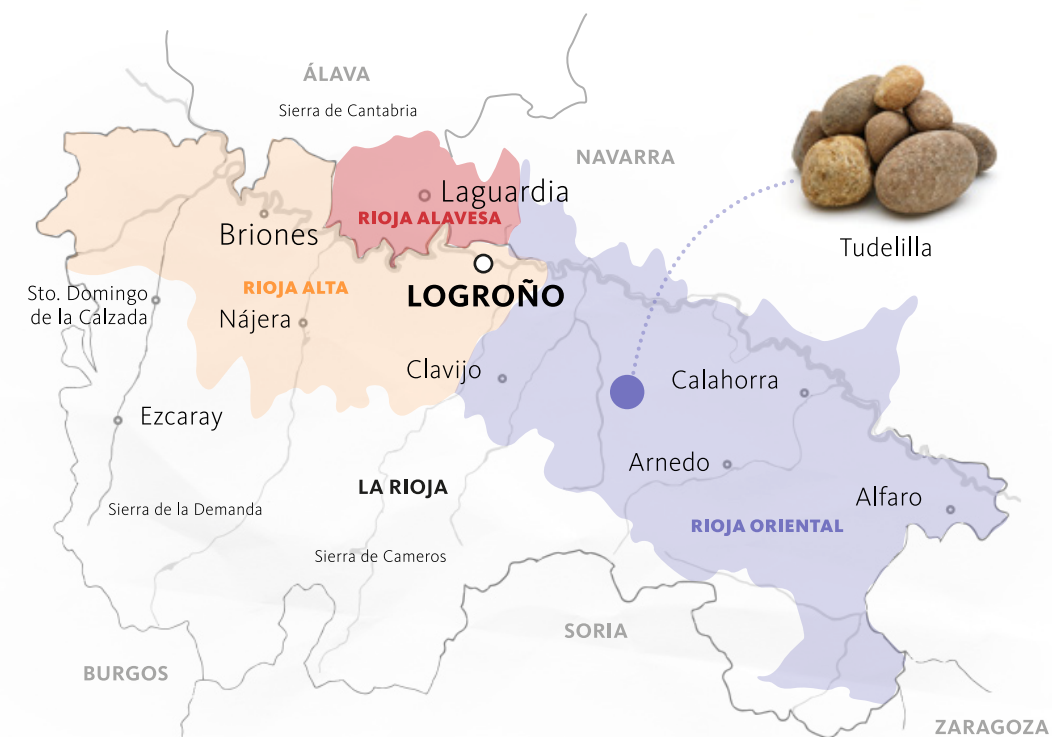 ÁLAVA
Sierra de Cantabria
NAVARRA
Laguardia
RIOJA ALAVESA
Briones
Tudelilla
RIOJA ALTA
Sto. Domingo
de la Calzada
LOGROÑO
Nájera
Clavijo
Calahorra
Ezcaray
Arnedo
LA RIOJA
Alfaro
Sierra de la Demanda
RIOJA ORIENTAL
Sierra de Cameros
SORIA
BURGOS
ZARAGOZA